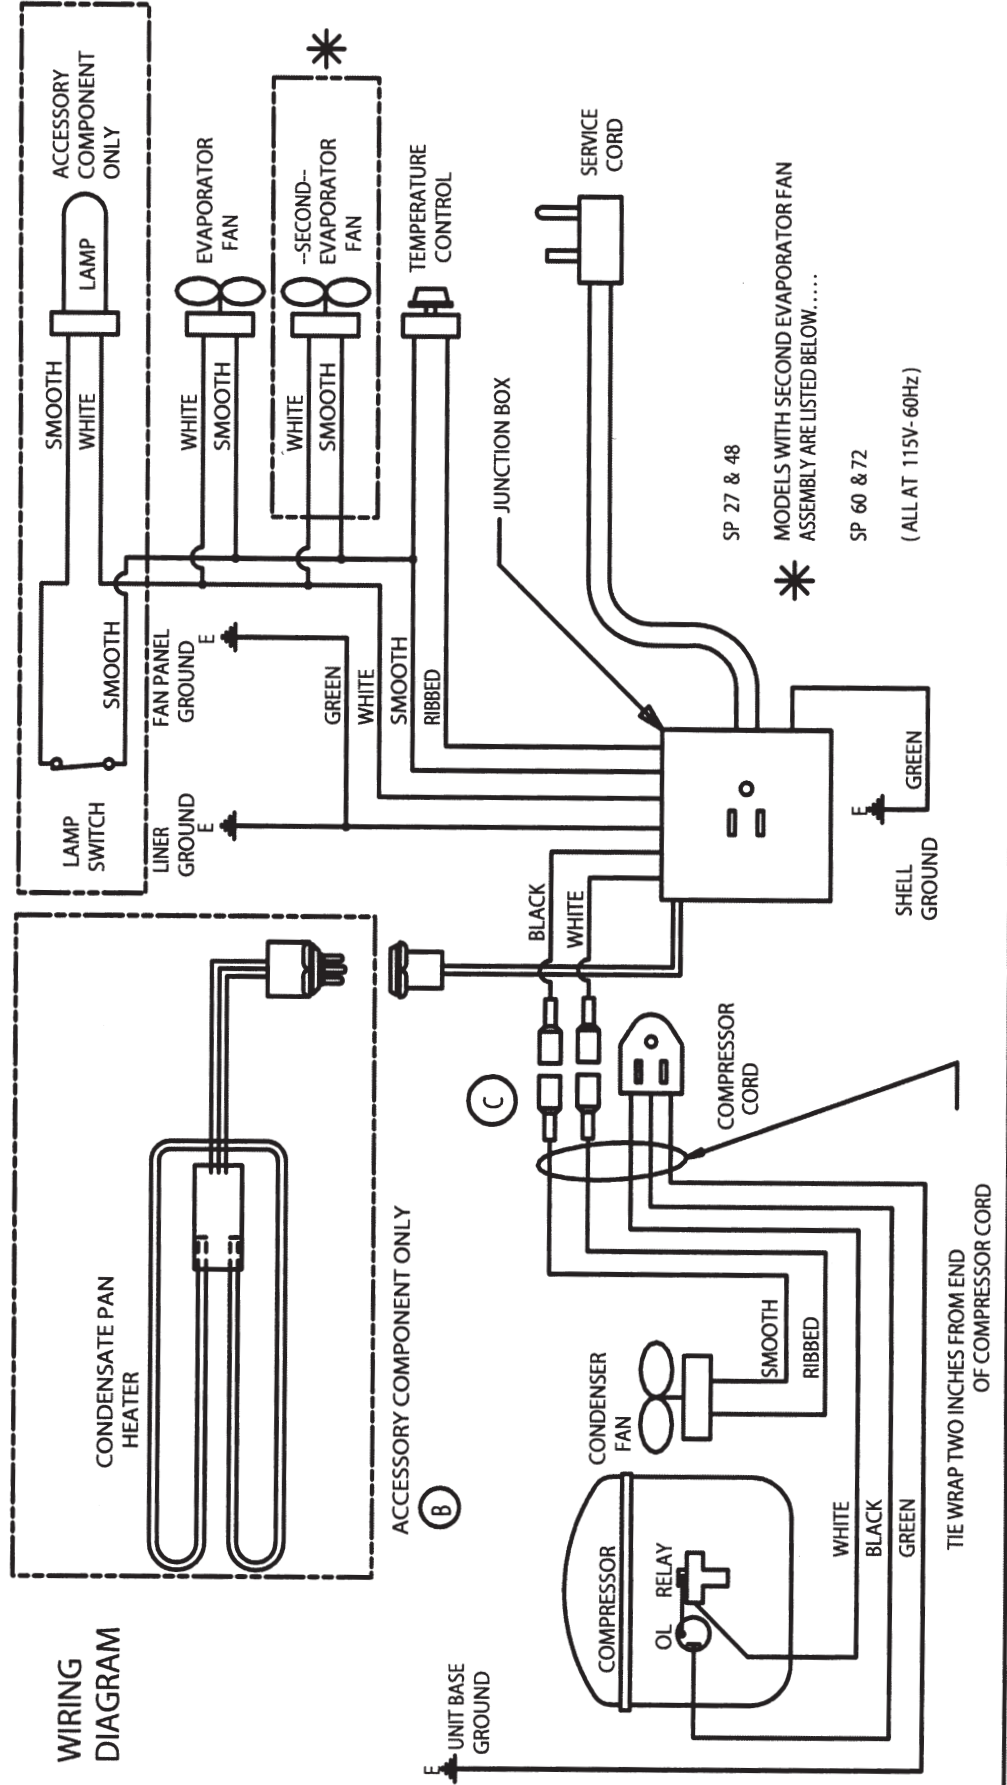 WIRING
DIAGRAM
CONDENSATE PAN
HEATER
ACCESSORY COMPONENT ONLY
B
LAMP
SWITCH
SMOOTH
SMOOTH
WHITE
LAMP
ACCESSORY
COMPONENT
ONLY
LINER
GROUND
E
FAN PANEL
GROUND
E
WHITE
SMOOTH
EVAPORATOR
FAN
WHITE
SMOOTH
--SECOND--
EVAPORATOR
FAN
GREEN
WHITE
SMOOTH
RIBBED
TEMPERATURE
CONTROL
JUNCTION BOX
SERVICE
CORD
BLACK
WHITE
C
COMPRESSOR
CORD
SHELL
GROUND
E
GREEN
UNIT BASE
GROUND
E
COMPRESSOR
OL
RELAY
CONDENSER
FAN
SMOOTH
RIBBED
WHITE
BLACK
GREEN
TIE WRAP TWO INCHES FROM END
OF COMPRESSOR CORD
SP 27 & 48
MODELS WITH SECOND EVAPORATOR FAN
ASSEMBLY ARE LISTED BELOW.....
SP 60 & 72
( ALL AT 115V- 60Hz )